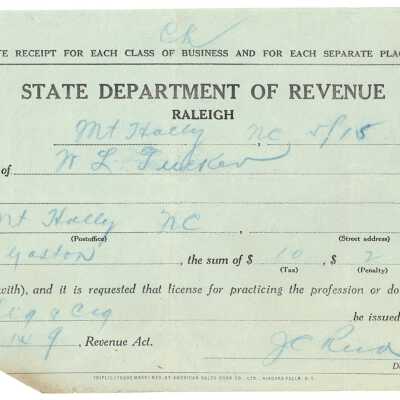 Ck
TE RECEIPT FOR EACH CLASS OF BUSINESS AND FOR EACH SEPARATE PLAC
STATE DEPARTMENT OF REVENUE
RALEIGH
Mt Holly NC 5/15
of W L Tucker
Mt Holly NC
(Postoffice) (Street address)
Gaston, the sum of $ 10, $ 2
(Tax) (Penalty)
with), and it is requested that license for practicing the profession or do
Cig & Cig be issued
, Revenue Act. J C
TRIPLICATE MADE BY AMERICAN SALES BOOK CO., LTD., NIAGARA FALLS, N.Y.